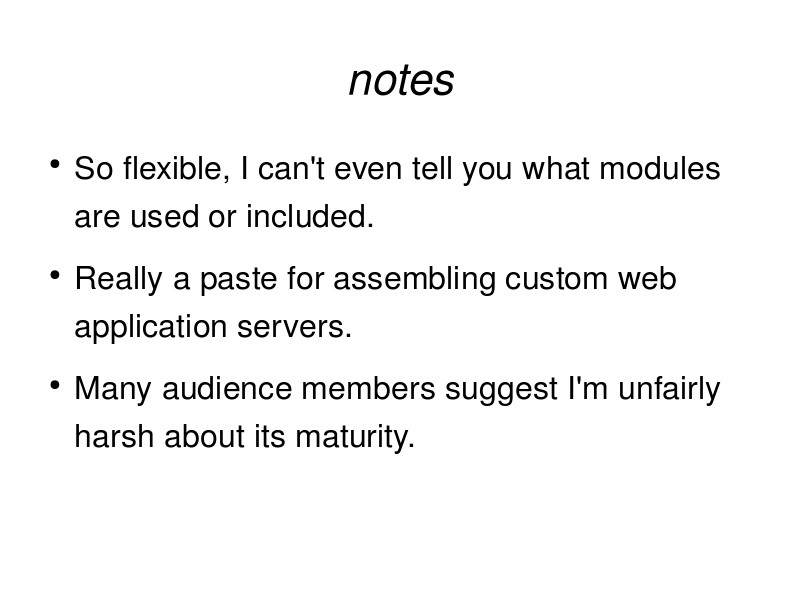 notes
• So flexible, I can't even tell you what modules
are used or included.
• Really a paste for assembling custom web
application servers.
• Many audience members suggest I'm unfairly
harsh about its maturity.